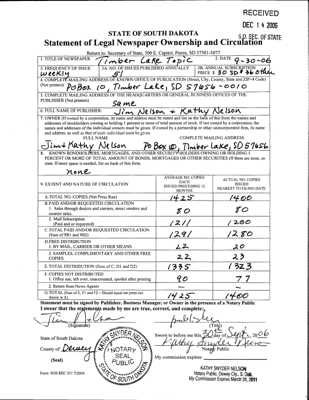 RECEIVED
DEC 14 2006
S.D. SEC. OF STATE
STATE OF SOUTH DAKOTA
Statement of Legal Newspaper Ownership and Circulation
Return to: Secretary of State, 500 E. Capitol, Pierre, SD 57501-5077
1. TITLE OF NEWSPAPER Timber Lake Topic 2. DATE 9-30-06
3. FREQUENCY OF ISSUE weekly 3A. NO. OF ISSUES PUBLISHED ANNUALLY 51 3B. ANNUAL SUBSCRIPTION PRICE $ 30 SD $36 other
4. COMPLETE MAILING ADDRESS OF KNOWN OFFICE OF PUBLICATION (Street, City, County, State and ZIP+4 Code)
(Not printers) PO Box 10, Timber Lake, SD 57656-0010
5. COMPLETE MAILING ADDRESS OF THE HEADQUARTERS OR GENERAL BUSINESS OFFICES OF THE
PUBLISHER (Not printers) same
6. FULL NAME OF PUBLISHER: Jim Nelson & Kathy Nelson
7. OWNER (If owned by a corporation, its name and address must be stated and also immediately thereunder the names and
addresses of stockholders owning or holding 1 percent or more of total amount of stock. If not owned by a corporation, the
names and addresses of the individual owners must be given. If owned by a partnership or other unincorporated firm, its name
and address, as well as that of each individual must be given.
FULL NAME COMPLETE MAILING ADDRESS
Jim & Kathy Nelson PO Box 10, Timber Lake, SD 57656
8. KNOWN BONDHOLDERS, MORTGAGES, AND OTHER SECURITY HOLDERS OWNING OR HOLDING 1
PERCENT OR MORE OF TOTAL AMOUNT OF BONDS, MORTGAGES OR OTHER SECURITIES (If there are none, so
state. If more space is needed, list on back of this form.
none
9. EXTENT AND NATURE OF CIRCULATION
AVERAGE NO. COPIES EACH ISSUED PRECEDING 12 MONTHS
ACTUAL NO. COPIES ISSUED NEAREST TO FILING DATE
A. TOTAL NO. COPIES (Net Press Run) 1425 1400
B. PAID AND/OR REQUESTED CIRCULATION
1. Sales through dealers and carriers, street vendors and
counter sales. 80 80
2. Mail Subscription
(Paid and or requested) 1211 1200
C. TOTAL PAID AND/OR REQUESTED CIRCULATION
(Sum of 9B1 and 9B2) 1291 1280
D. FREE DISTRIBUTION
1. BY MAIL, CARRIER OR OTHER MEANS 22 20
2. SAMPLES, COMPLIMENTARY AND OTHER FREE
COPIES 22 23
E. TOTAL DISTRIBUTION (Sum of C, D1 and D2) 1335 1323
F. COPIES NOT DISTRIBUTED
1. Office use, left over, unaccounted, spoiled after printing 90 77
2. Return from News Agents — —
G. TOTAL (Sum of E, F1 and F2 - Should equal net press run
shown in A) 1425 1400
Statement must be signed by Publisher, Business Manager, or Owner in the presence of a Notary Public
I swear that the statements made by me are true, correct, and complete.
Jim Nelson publisher
(Signature) (Title)
State of South Dakota
County of Dewey
(Seal)
KATHY SNYDER NELSON
NOTARY
SEAL
PUBLIC
SOUTH DAKOTA
Sworn to before me this 30 day of Sept. 2006
Kathy Snyder Nelson
Notary Public
My commission expires:
KATHY SNYDER NELSON
Notary Public, Dewey City, S. Dak.
My Commission Expires March 31, 2011
Form: SOS REC 051 7/2004